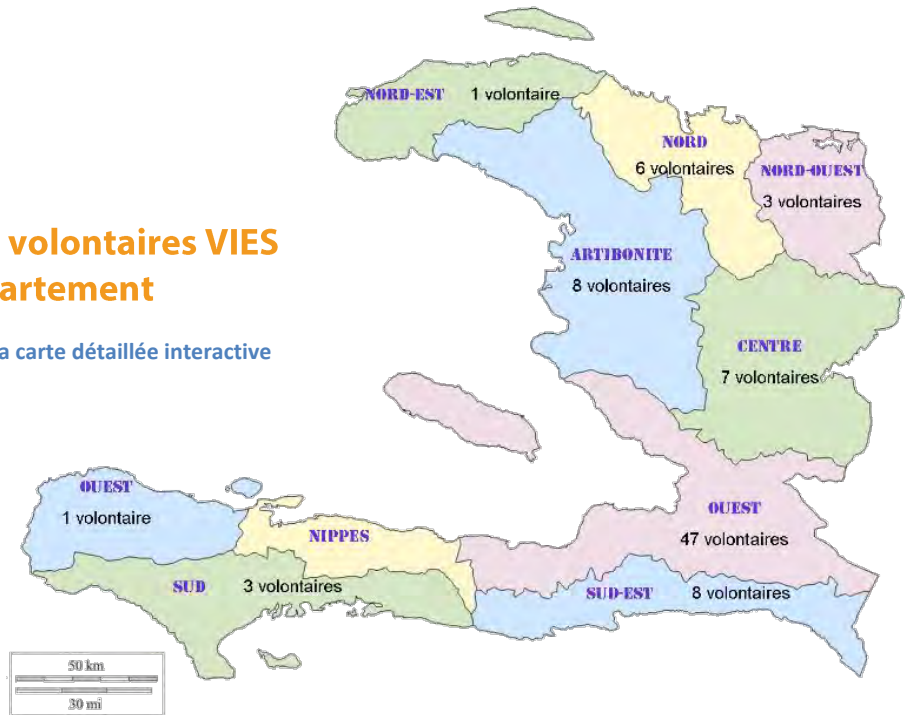 NORD-EST 1 volontaire
NORD
6 volontaires
NORD-OUEST
3 volontaires
volontaires VIES
artement
a carte détaillée interactive
ARTIBONITE
8 volontaires
CENTRE
7 volontaires
OUEST
1 volontaire
NIPPES
OUEST
47 volontaires
SUD 3 volontaires
SUD-EST 8 volontaires
50 km
30 mi